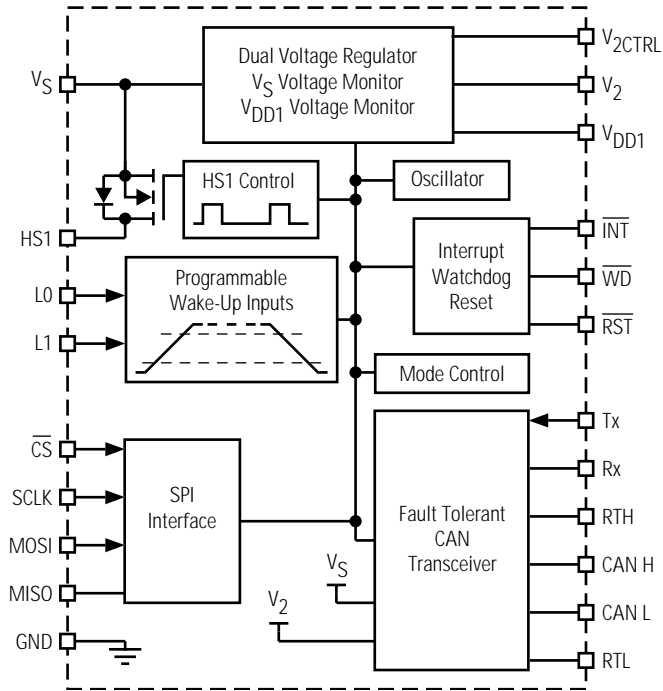 V2CTRL
Dual Voltage Regulator
VS Voltage Monitor
VDD1 Voltage Monitor
VS
V2
VDD1
HS1 Control
Oscillator
HS1
INT
Interrupt
Watchdog
Reset
WD
RST
L0
Programmable
Wake-Up Inputs
L1
Mode Control
Tx
CS
SCLK
MOSI
MISO
GND
SPI
Interface
Fault Tolerant
CAN
Transceiver
VS
V2
Rx
RTH
CAN H
CAN L
RTL